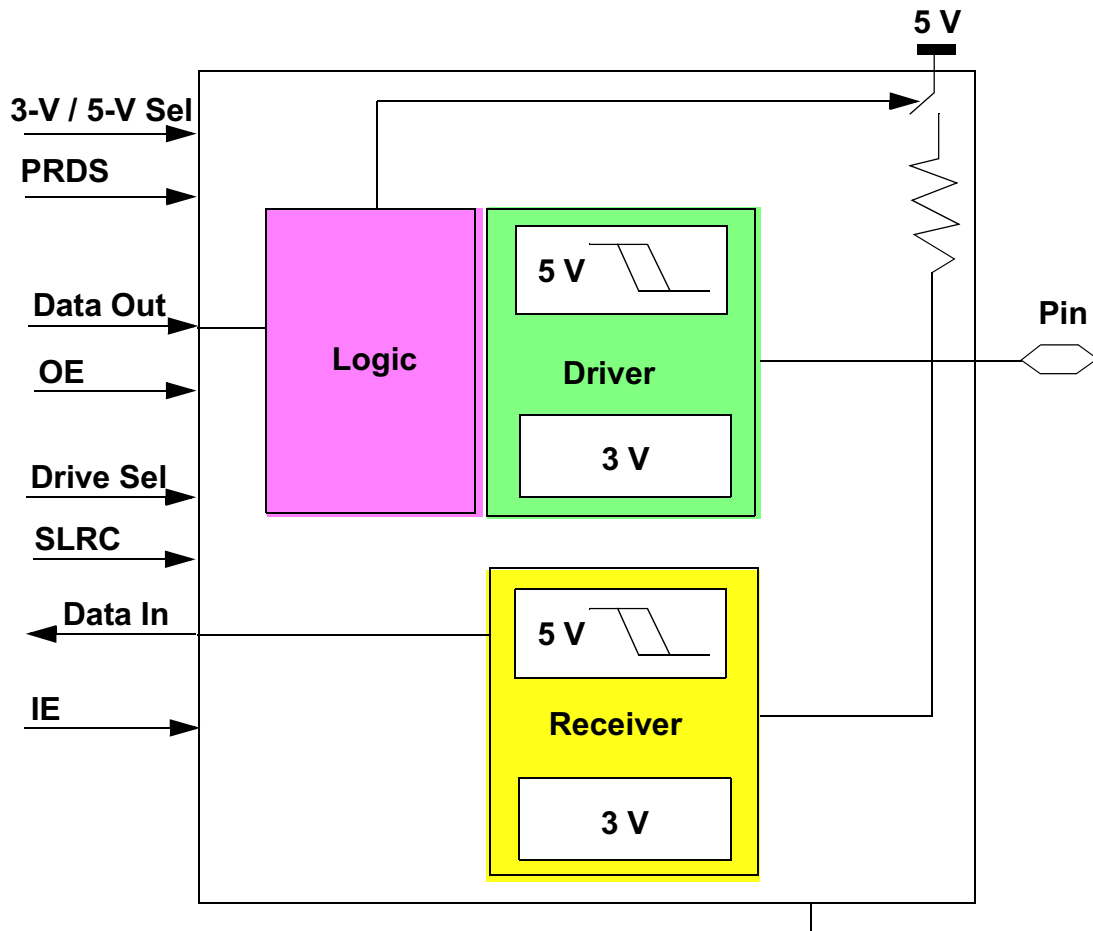 5 V
3-V / 5-V Sel
PRDS
Data Out
OE
Drive Sel
SLRC
Data In
IE
Logic
5 V
Driver
3 V
5 V
Receiver
3 V
Pin